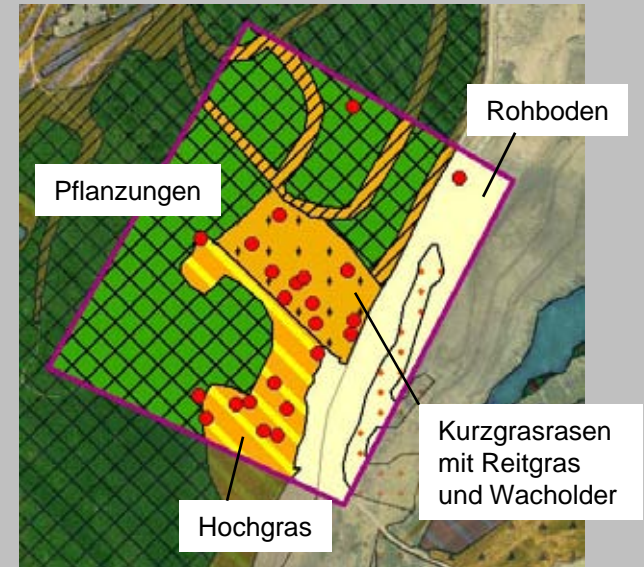 Rohboden
Pflanzungen
Kurzgrasrasen
mit Reitgras
und Wacholder
Hochgras